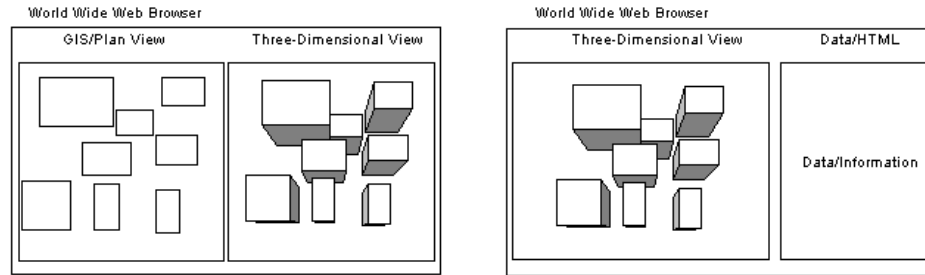 World Wide Web Browser
GIS/Plan View
Three-Dimensional View
World Wide Web Browser
Three-Dimensional View
Data/HTML
Data/Information